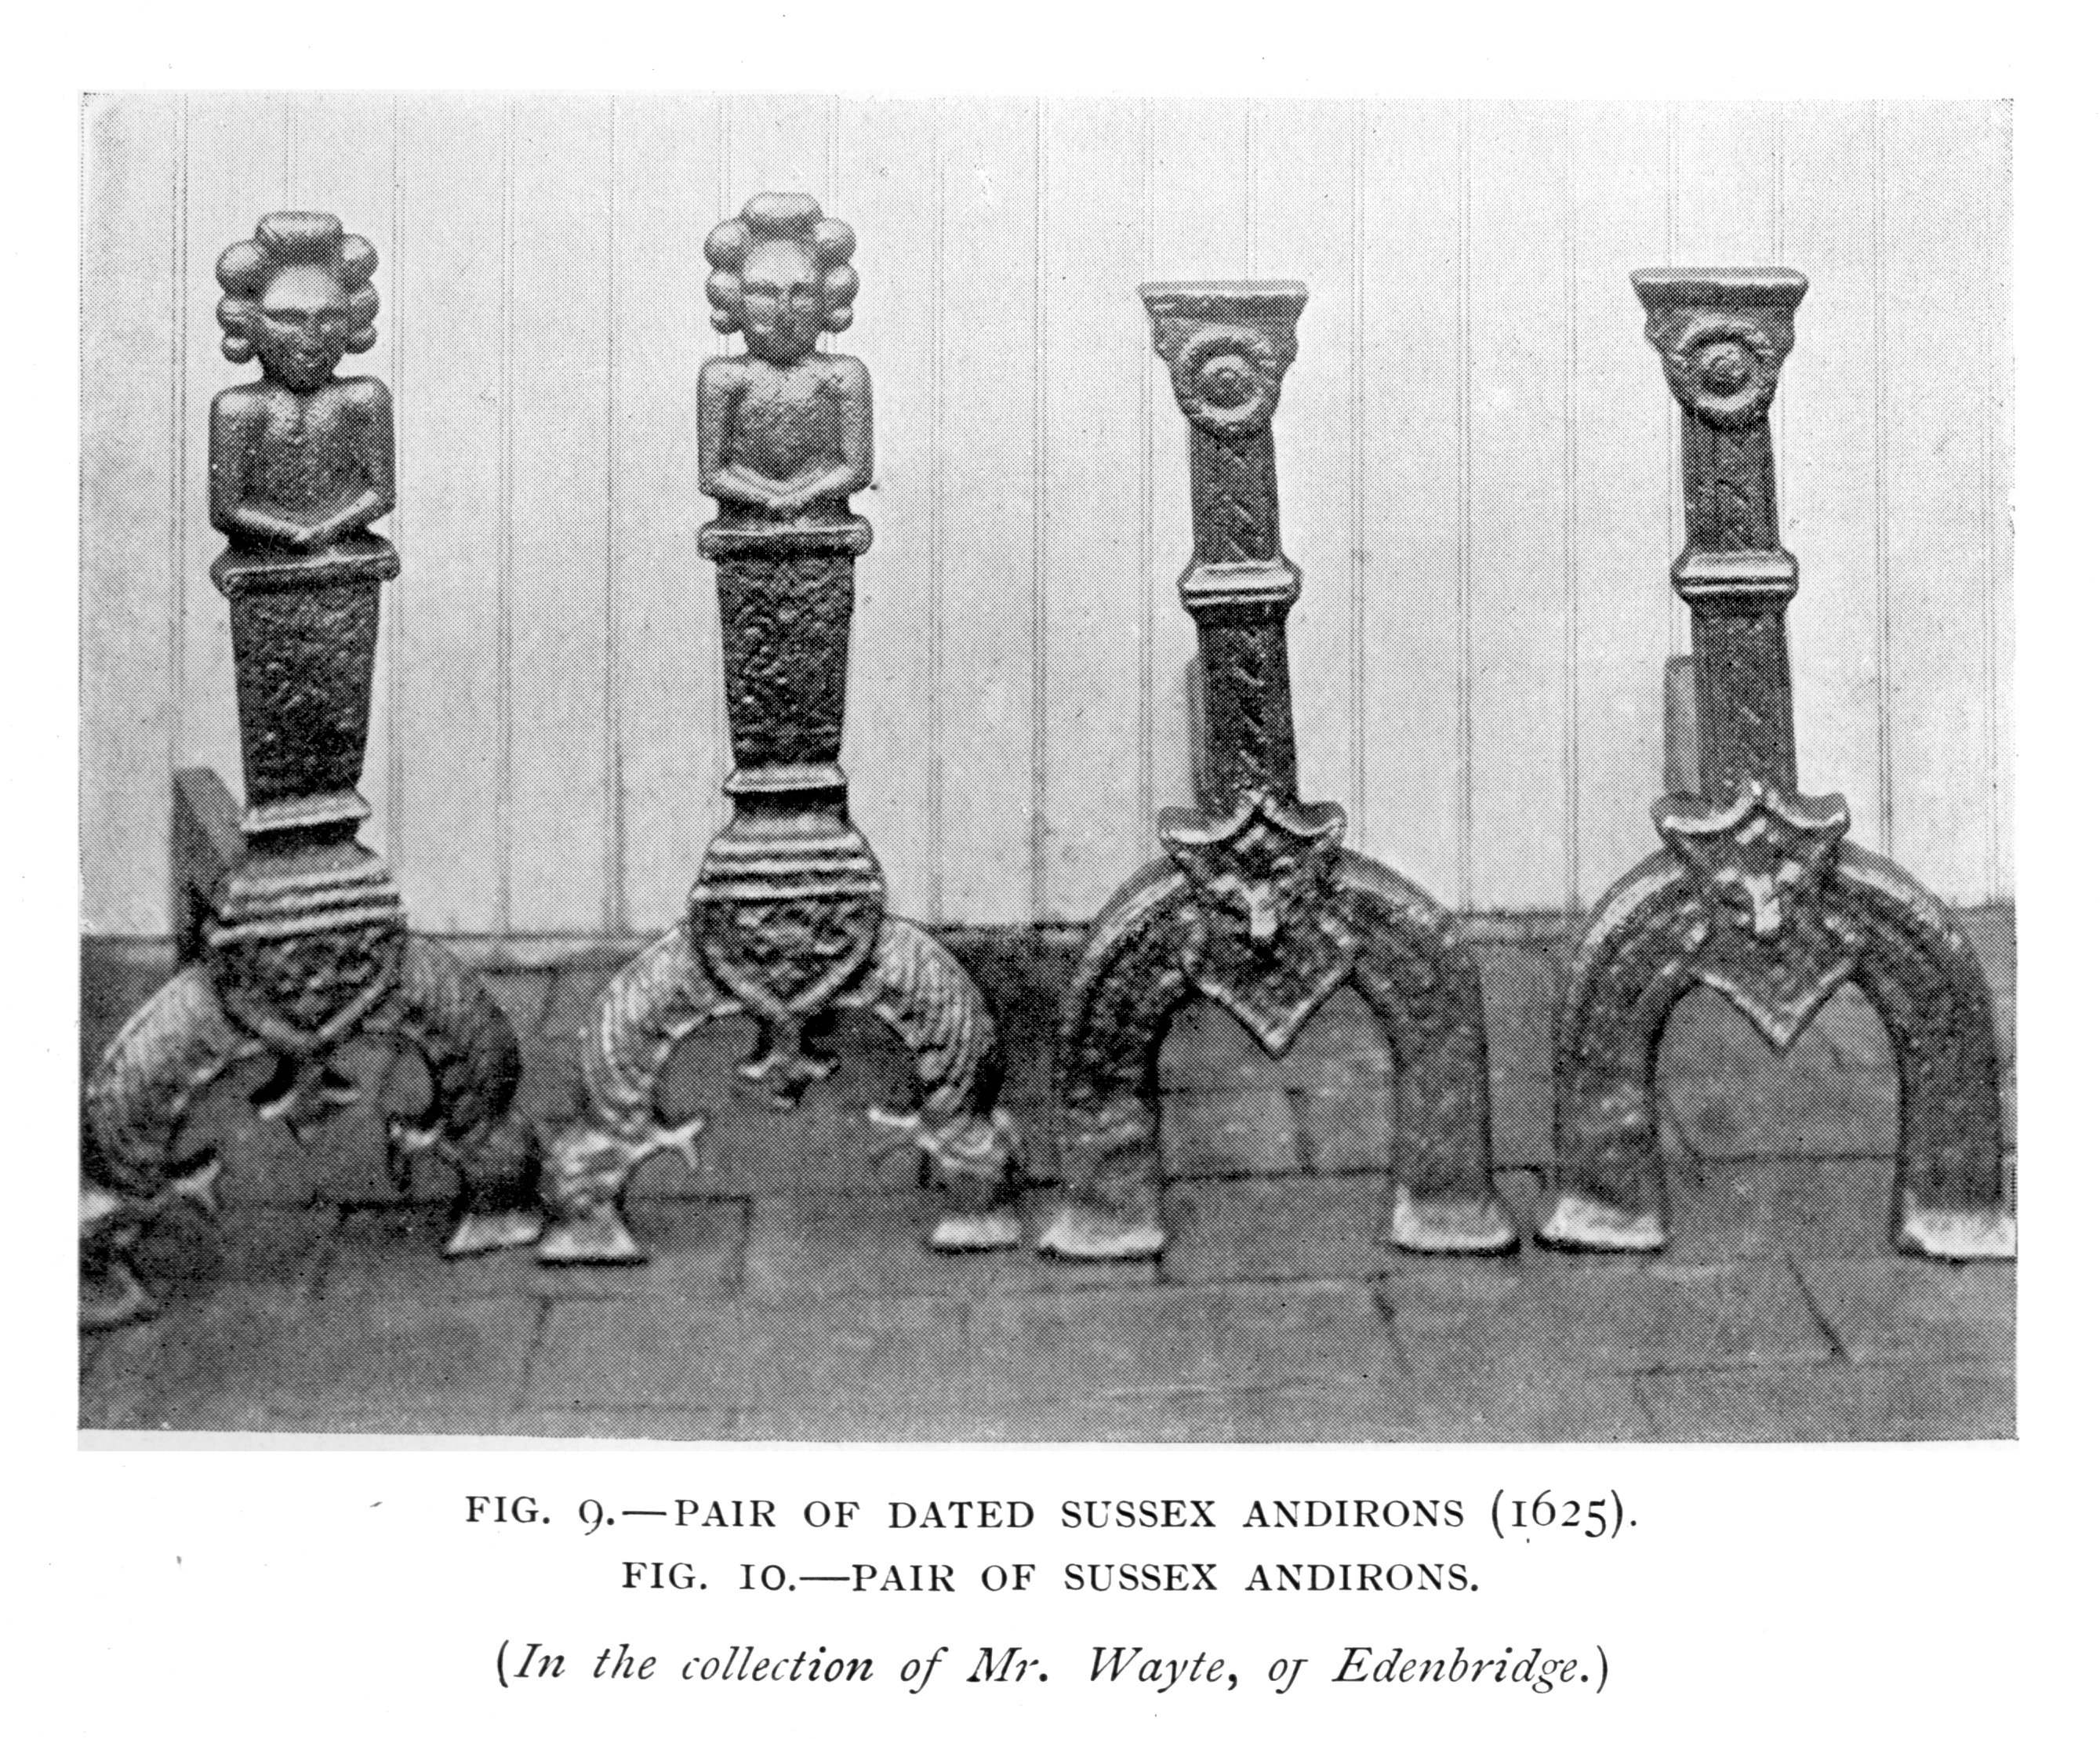 FIG. 9.—PAIR OF DATED SUSSEX ANDIRONS (1625).
FIG. 10.—PAIR OF SUSSEX ANDIRONS.
(In the collection of Mr. Wayte, of Edenbridge.)